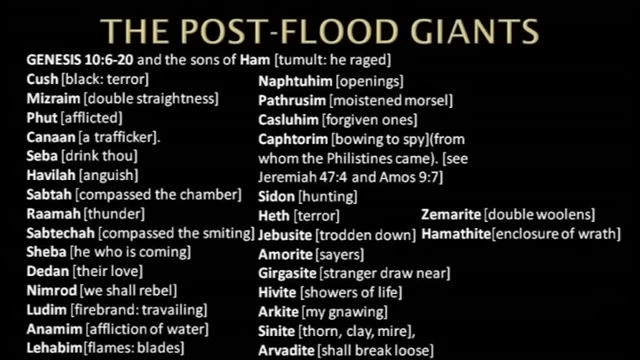 THE POST-FLOOD GIANTS
GENESIS 10:6-20 and the sons of Ham [tumult: he raged]
Cush [black: terror]
Mizraim [double straightness]
Phut [afflicted]
Canaan [a trafficker].
Seba [drink thou]
Havilah [anguish]
Sabtah [compassed the chamber]
Raamah [thunder]
Sabtechah [compassed the smiting]
Sheba [he who is coming]
Dedan [their love]
Nimrod [we shall rebel]
Ludim [firebrand: travailing]
Anamim [affliction of water]
Lehabim [flames: blades]
Naphtuhim [openings]
Pathrusim [moistened morsel]
Casluhim [forgiven ones]
Caphtorim [bowing to spy](from
whom the Philistines came). [see
Jeremiah 47:4 and Amos 9:7]
Sidon [hunting]
Heth [terror]
Jebusite [trodden down]
Amorite [sayers]
Girgasite [stranger draw near]
Hivite [showers of life]
Arkite [my gnawing]
Sinite [thorn, clay, mire],
Arvadite [shall break loose]
Zemarite [double woolens]
Hamathite[enclosure of wrath]